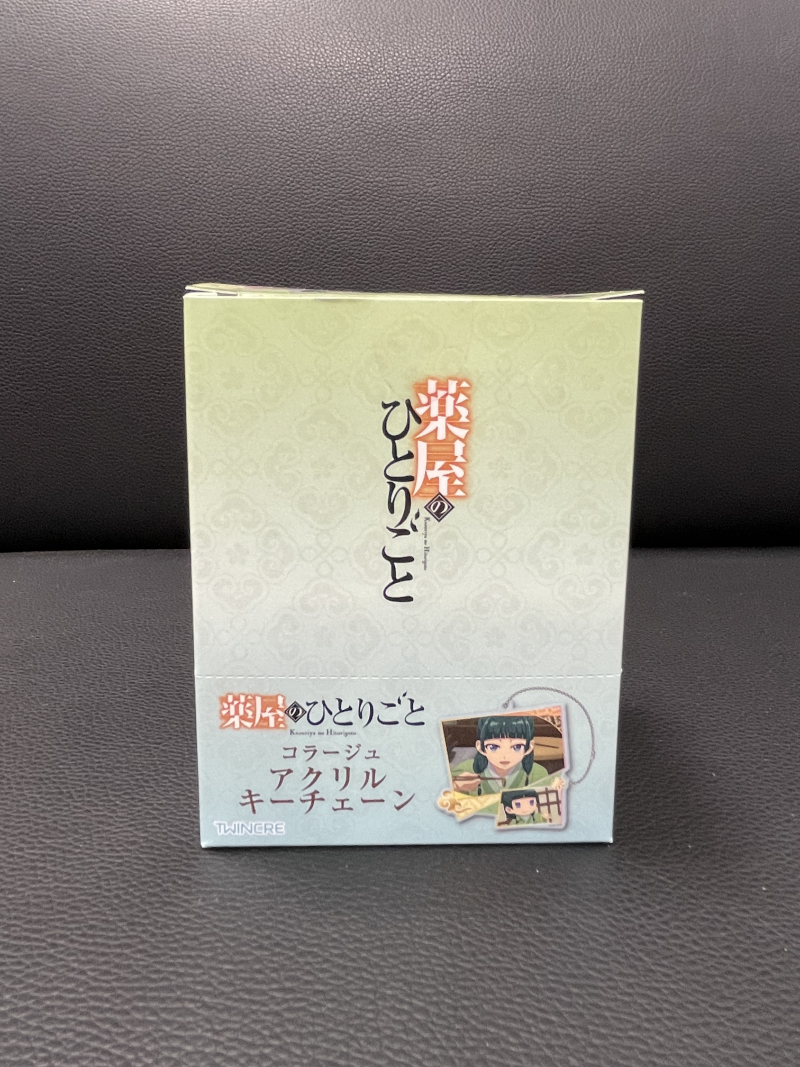 薬屋の
ひとりごと
Kusuriya no Hitorigoto
薬屋のひとりごと
Kusuriya no Hitorigoto
コラージュ
アクリル
キーチェーン
TWINCRE